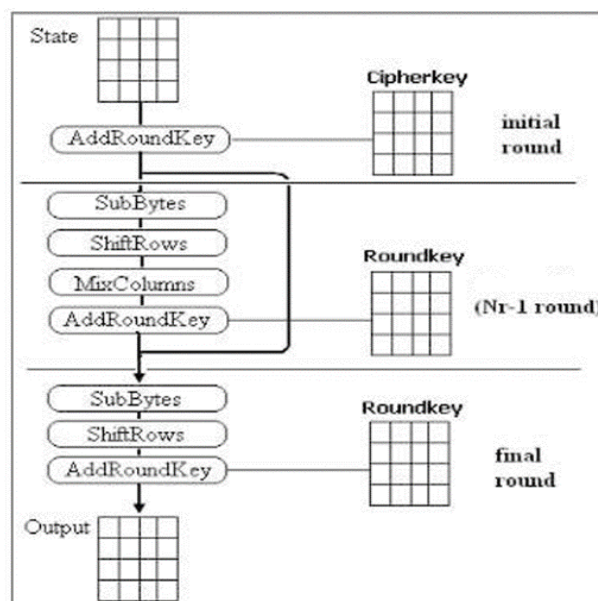 State
Cipherkey
AddRoundKey
initial
round
SubBytes
ShiftRows
MixColumns
AddRoundKey
Roundkey
(Nr-1 round)
SubBytes
ShiftRows
AddRoundKey
Roundkey
final
round
Output